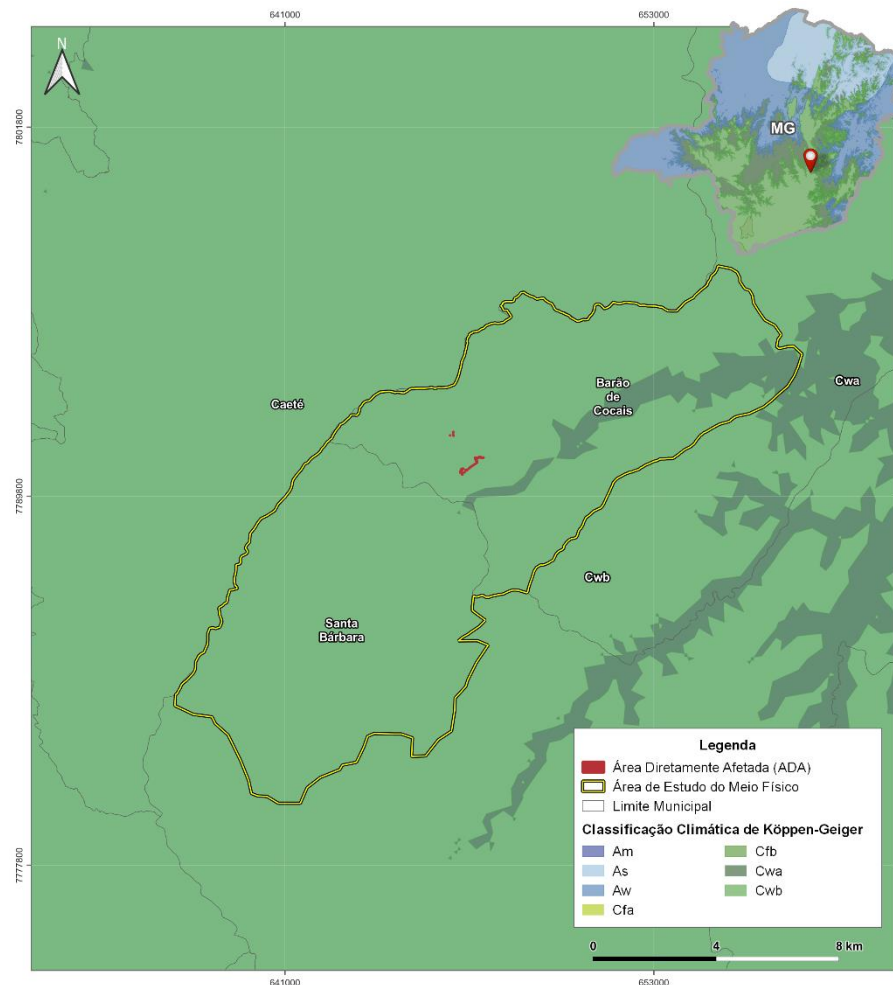 641000
653000
N
MG
7801800
Caeté
Barão
de
Cocais
Cwa
7789800
Cwb
Santa
Bárbara
Legenda
Área Diretamente Afetada (ADA)
Área de Estudo do Meio Físico
Limite Municipal
Classificação Climática de Köppen-Geiger
Am
Cfb
As
Cwa
Aw
Cwb
Cfa
7777800
0
4
8 km
641000
653000